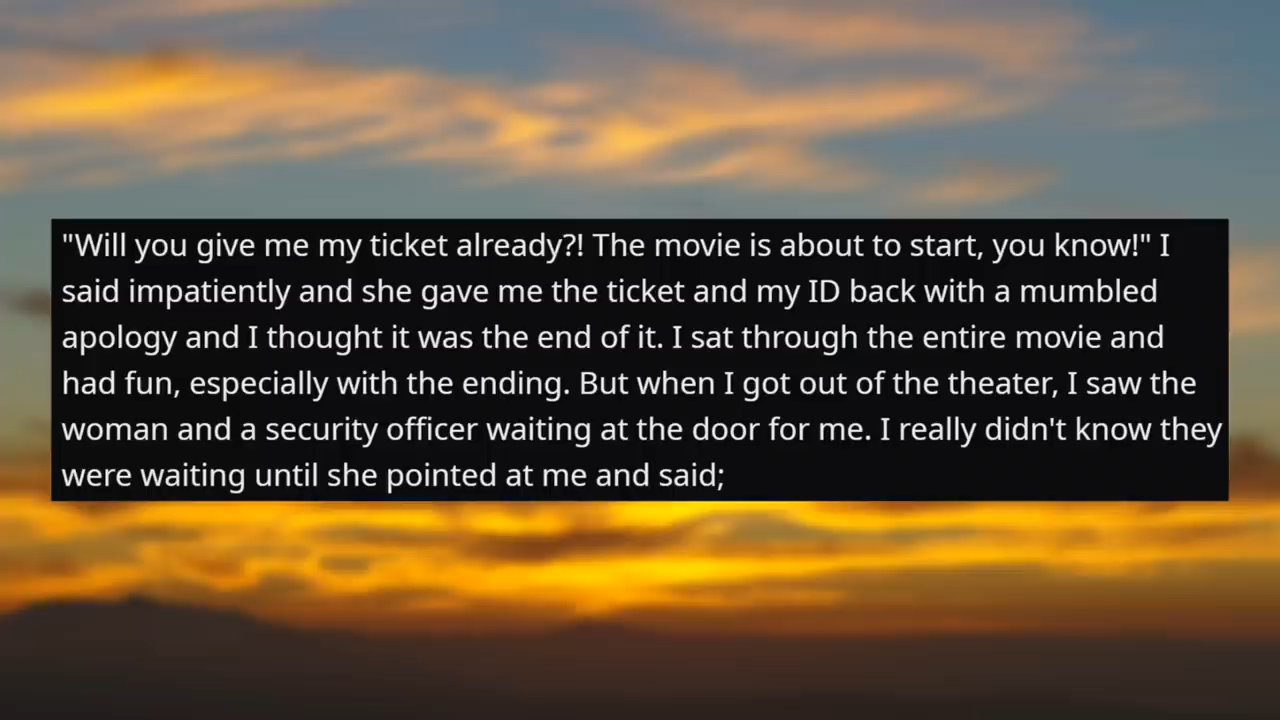 "Will you give me my ticket already?! The movie is about to start, you know!" I
said impatiently and she gave me the ticket and my ID back with a mumbled
apology and I thought it was the end of it. I sat through the entire movie and
had fun, especially with the ending. But when I got out of the theater, I saw the
woman and a security officer waiting at the door for me. I really didn't know they
were waiting until she pointed at me and said;